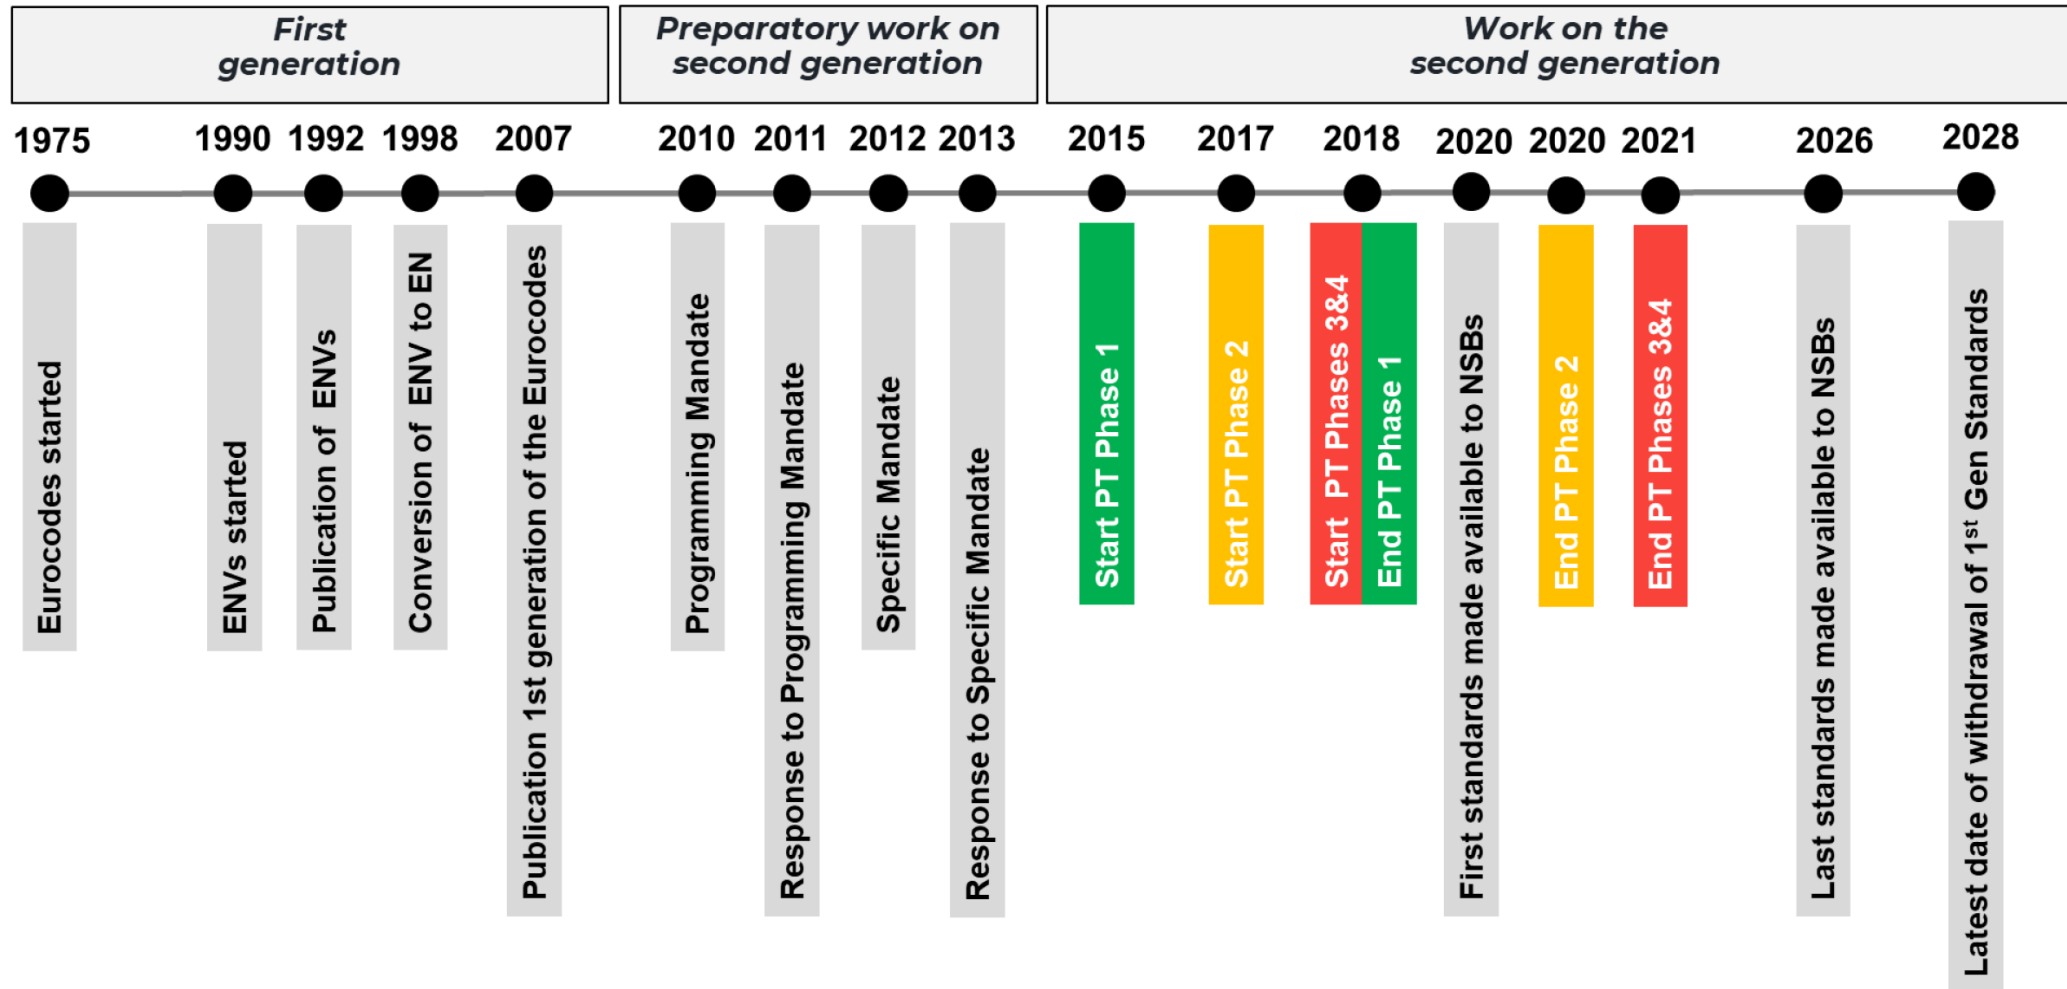 First
generation
Preparatory work on
second generation
Work on the
second generation
1975
1990
1992
1998
2007
2010
2011
2012
2013
2015
2017
2018
2020
2020
2021
2026
2028
Eurocodes started
ENVs started
Publication of ENVs
Conversion of ENV to EN
Publication 1st generation of the Eurocodes
Programming Mandate
Response to Programming Mandate
Specific Mandate
Response to Specific Mandate
Start PT Phase 1
Start PT Phase 2
Start PT Phases 3&4
End PT Phase 1
First standards made available to NSBs
End PT Phase 2
End PT Phases 3&4
Last standards made available to NSBs
Latest date of withdrawal of 1st Gen Standards